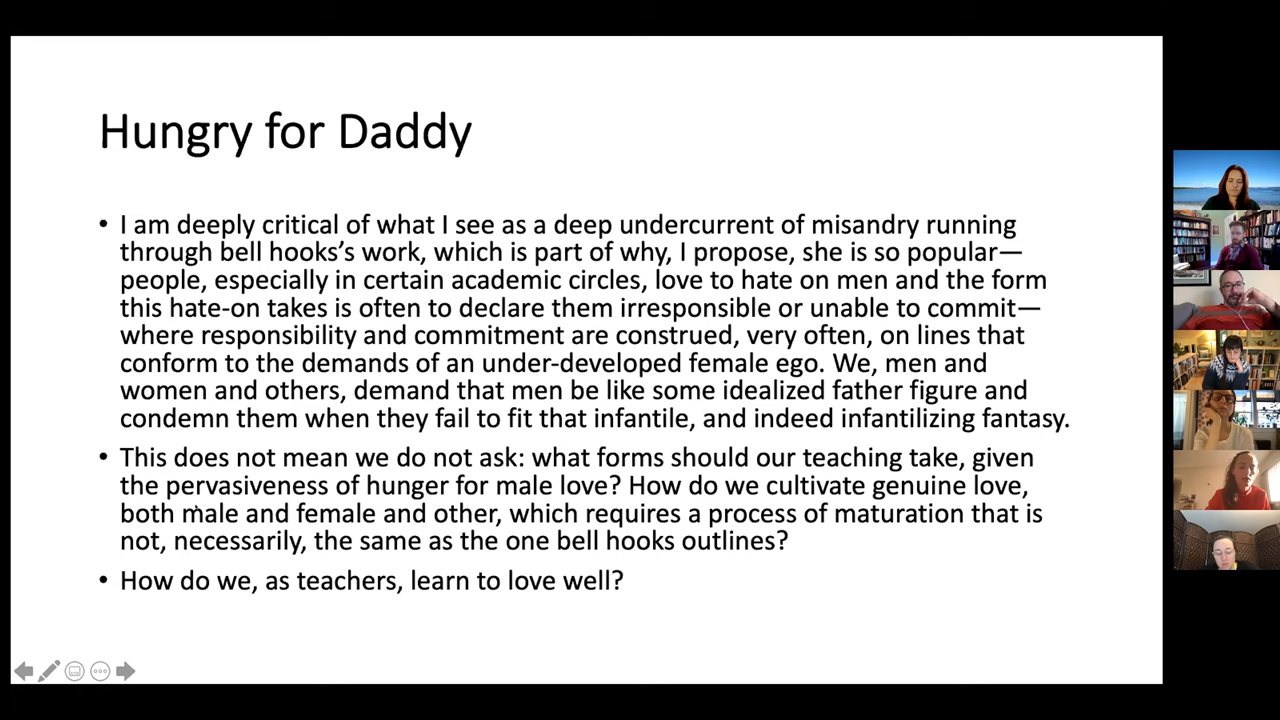 Hungry for Daddy
• I am deeply critical of what I see as a deep undercurrent of misandry running
through bell hooks's work, which is part of why, I propose, she is so popular—
people, especially in certain academic circles, love to hate on men and the form
this hate-on takes is often to declare them irresponsible or unable to commit—
where responsibility and commitment are construed, very often, on lines that
conform to the demands of an under-developed female ego. We, men and
women and others, demand that men be like some idealized father figure and
condemn them when they fail to fit that infantile, and indeed infantilizing fantasy.
• This does not mean we do not ask: what forms should our teaching take, given
the pervasiveness of hunger for male love? How do we cultivate genuine love,
both male and female and other, which requires a process of maturation that is
not, necessarily, the same as the one bell hooks outlines?
• How do we, as teachers, learn to love well?